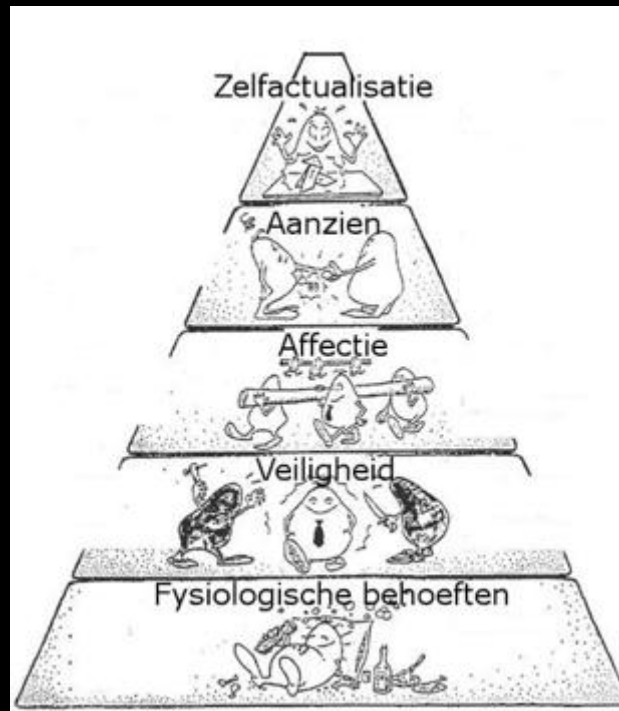 Zelfactualisatie
Aanzien
Affectie
Veiligheid
Fysiologische behoeften